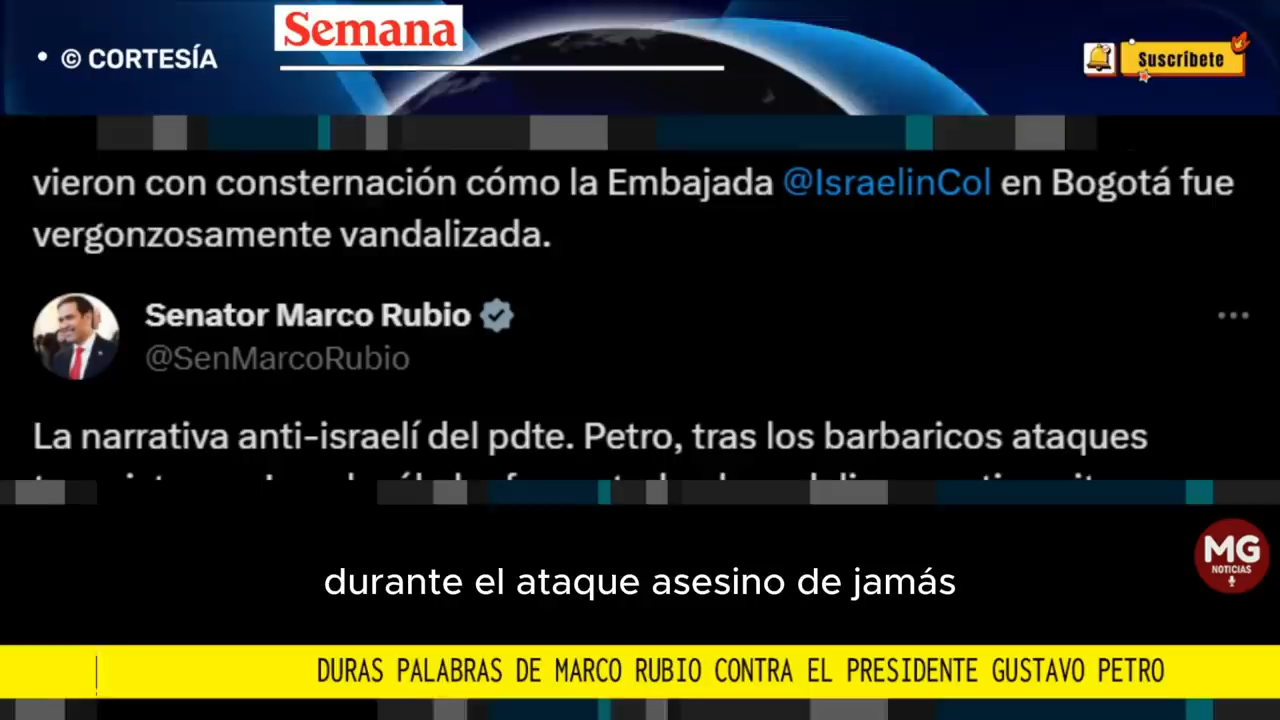 • © CORTESÍA
Semana
Suscríbete
vieron con consternación cómo la Embajada @IsraelinCol en Bogotá fue
vergonzosamente vandalizada.
Senator Marco Rubio
@SenMarcoRubio
La narrativa anti-israelí del pdte. Petro, tras los barbaricos ataques
MG
NOTICIAS
durante el ataque asesino de jamás
DURAS PALABRAS DE MARCO RUBIO CONTRA EL PRESIDENTE GUSTAVO PETRO